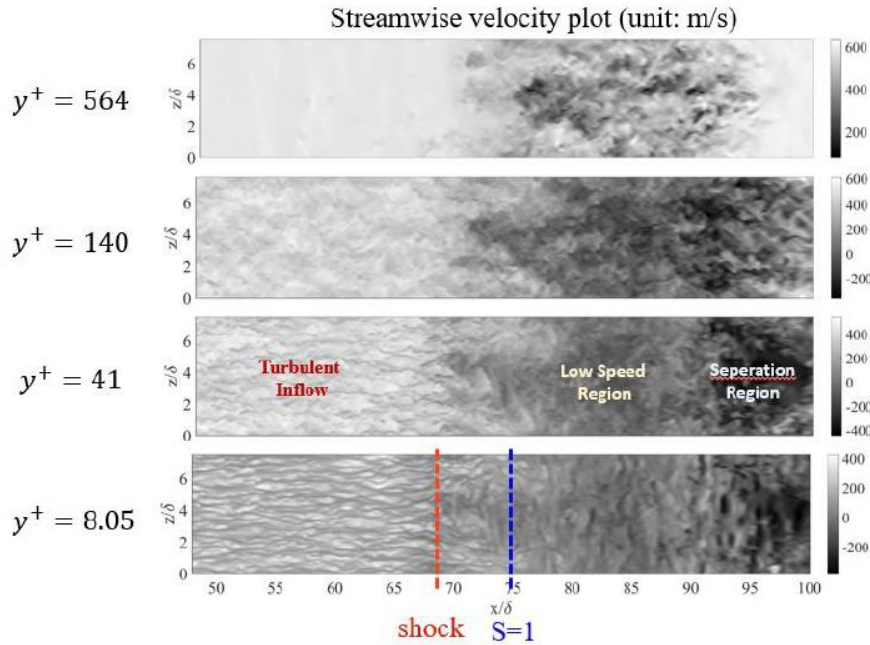 Streamwise velocity plot (unit: m/s)
y⁺ = 564
z/δ
6
4
2
0
600
400
200
y⁺ = 140
z/δ
6
4
2
0
600
400
200
0
-200
y⁺ = 41
z/δ
6
4
2
0
Turbulent
Inflow
Low Speed
Region
Seperation
Region
400
200
0
-200
-400
y⁺ = 8.05
z/δ
6
4
2
0
400
200
0
-200
50 55 60 65 70 75 80 85 90 95 100
x/δ
shock S=1